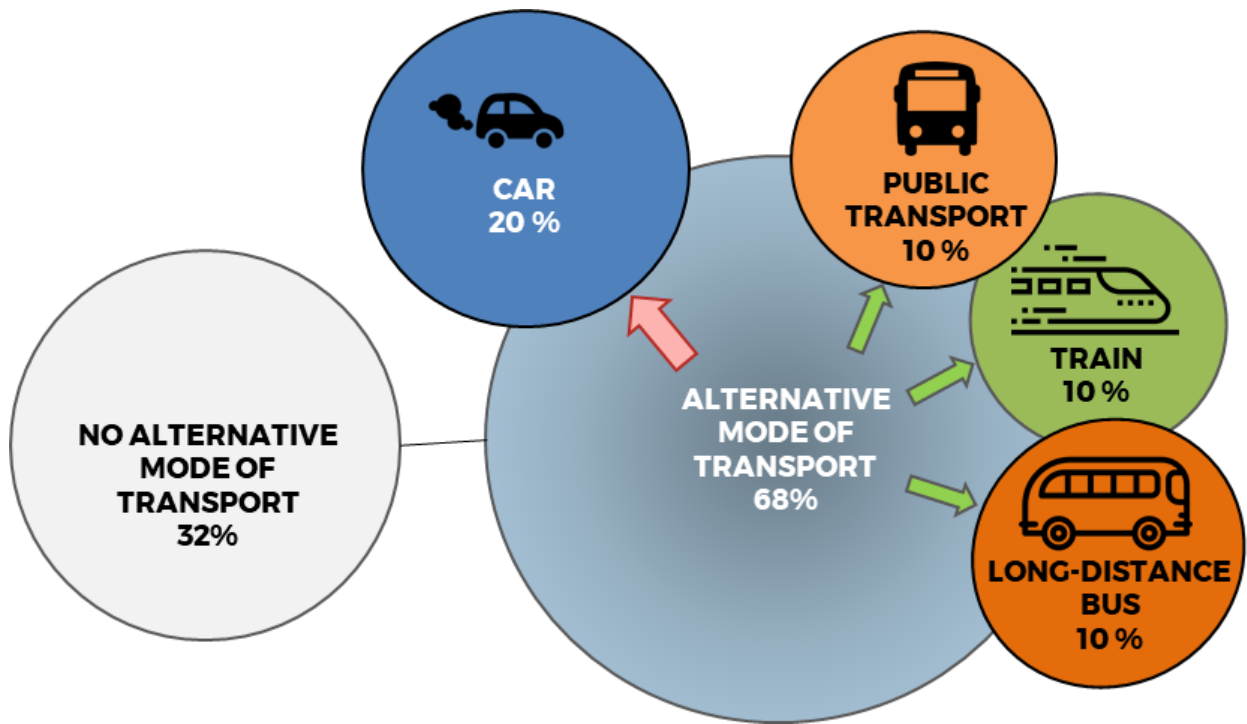 CAR
20 %
PUBLIC
TRANSPORT
10 %
TRAIN
10 %
NO ALTERNATIVE
MODE OF
TRANSPORT
32%
ALTERNATIVE
MODE OF
TRANSPORT
68%
LONG-DISTANCE
BUS
10 %